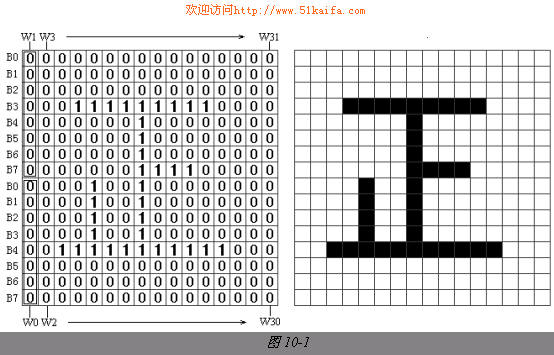 欢迎访问http://www.51kaifa.com
W1 W3 W31
B0 0 0 0 0 0 0 0 0 0 0 0 0 0 0 0 0
B1 0 0 0 0 0 0 0 0 0 0 0 0 0 0 0 0
B2 0 0 0 0 0 0 0 0 0 0 0 0 0 0 0 0
B3 0 0 0 1 1 1 1 1 1 1 1 1 0 0 0 0
B4 0 0 0 0 0 0 0 1 0 0 0 0 0 0 0 0
B5 0 0 0 0 0 0 0 1 0 0 0 0 0 0 0 0
B6 0 0 0 0 0 0 0 1 0 0 0 0 0 0 0 0
B7 0 0 0 0 0 0 0 1 1 1 1 0 0 0 0 0
B0 0 0 0 0 1 0 0 1 0 0 0 0 0 0 0 0
B1 0 0 0 0 1 0 0 1 0 0 0 0 0 0 0 0
B2 0 0 0 0 1 0 0 1 0 0 0 0 0 0 0 0
B3 0 0 0 0 1 0 0 1 0 0 0 0 0 0 0 0
B4 0 0 1 1 1 1 1 1 1 1 1 1 1 0 0 0
B5 0 0 0 0 0 0 0 0 0 0 0 0 0 0 0 0
B6 0 0 0 0 0 0 0 0 0 0 0 0 0 0 0 0
B7 0 0 0 0 0 0 0 0 0 0 0 0 0 0 0 0
W0 W2 W30
正
图10-1